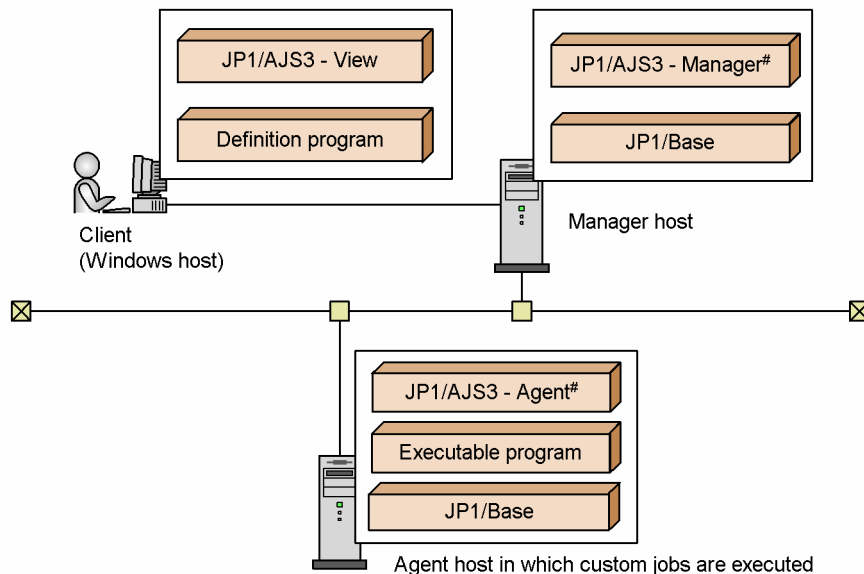 JP1/AJS3 - View
Definition program
JP1/AJS3 - Manager#
JP1/Base
Client
(Windows host)
Manager host
JP1/AJS3 - Agent#
Executable program
JP1/Base
Agent host in which custom jobs are executed